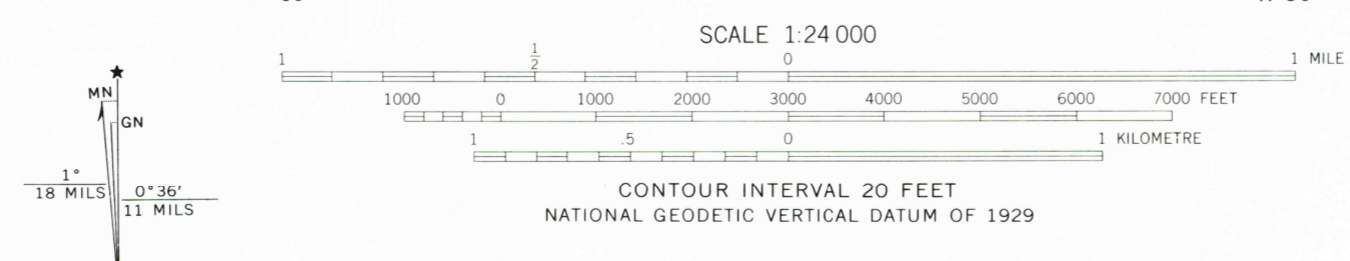 SCALE 1:24 000
1 1/2 0 1 MILE
1000 0 1000 2000 3000 4000 5000 6000 7000 FEET
1 .5 0 1 KILOMETRE
CONTOUR INTERVAL 20 FEET
NATIONAL GEODETIC VERTICAL DATUM OF 1929
MN
GN
1°
18 MILS
0°36′
11 MILS